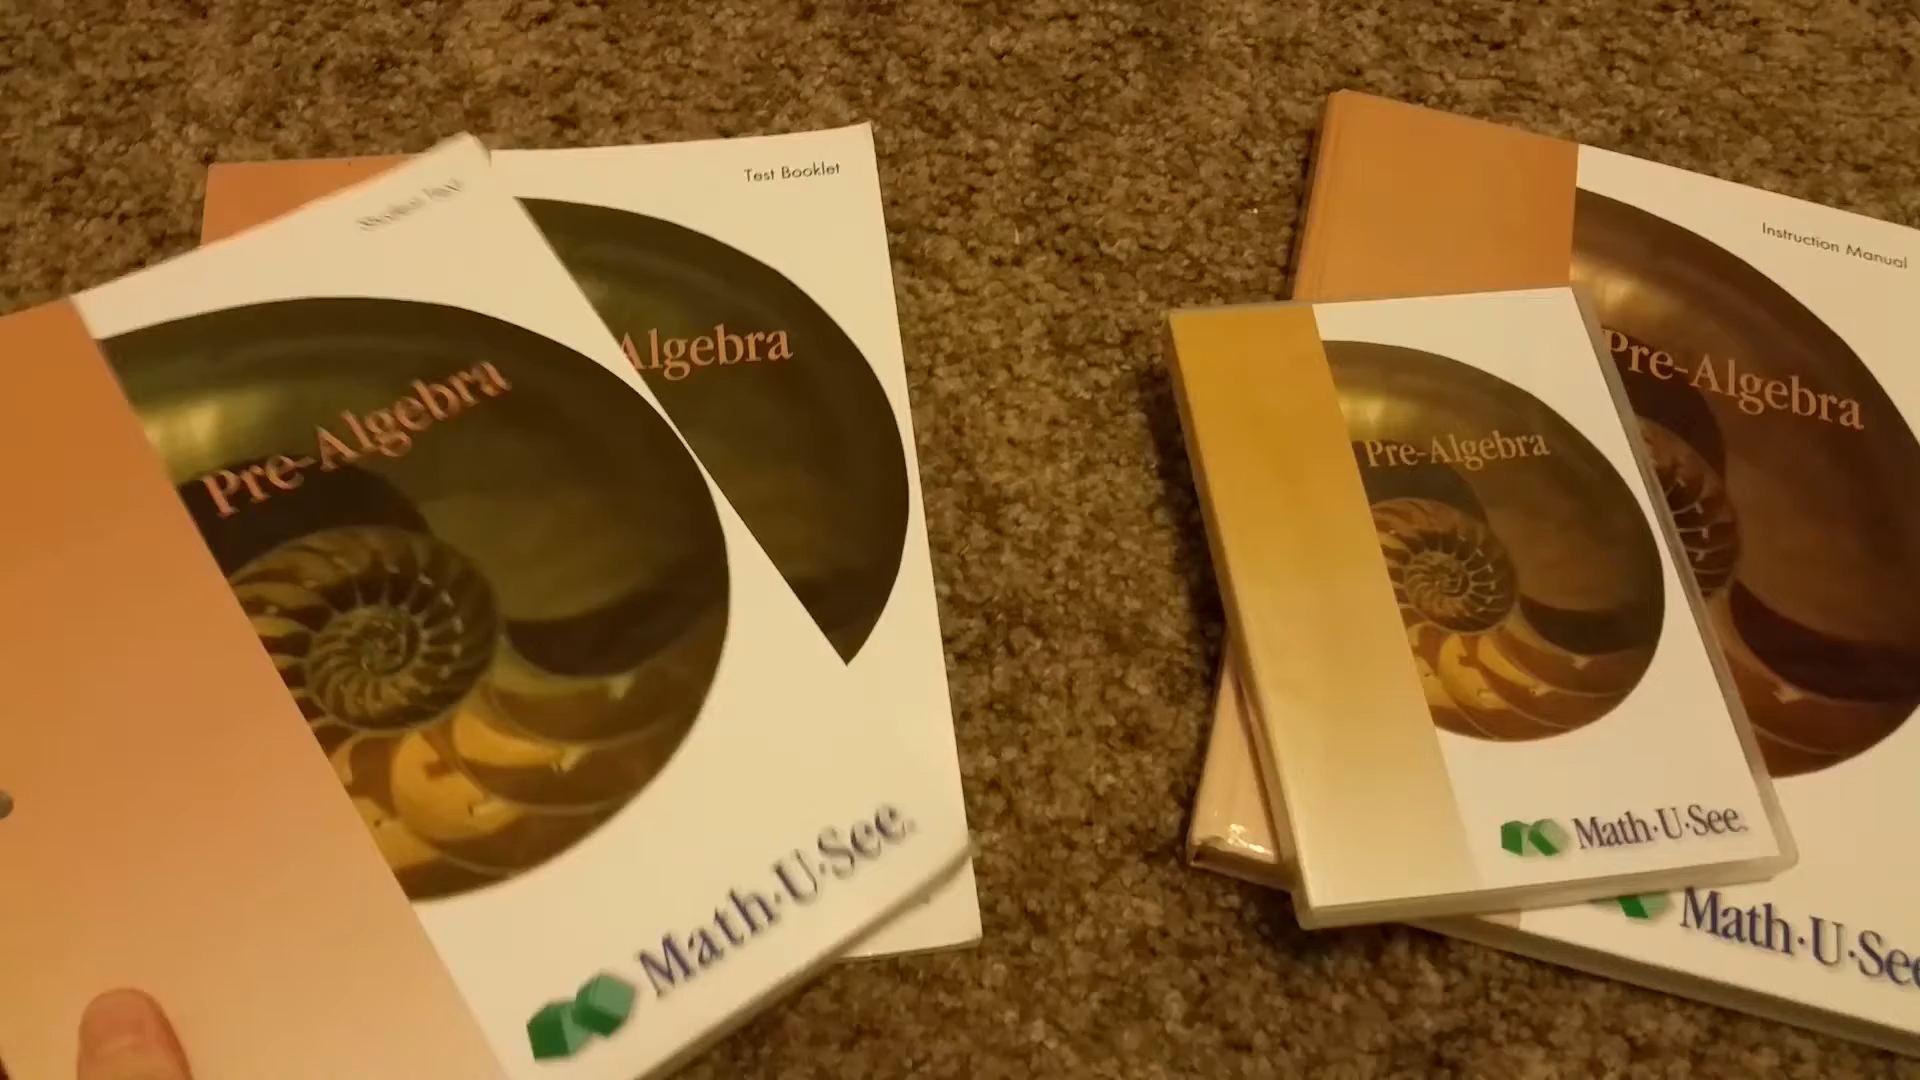 Test Booklet
Algebra
Pre-Algebra
Math·U·See
Instruction Manual
Pre-Algebra
Math·U·See
Pre-Algebra
Math·U·See